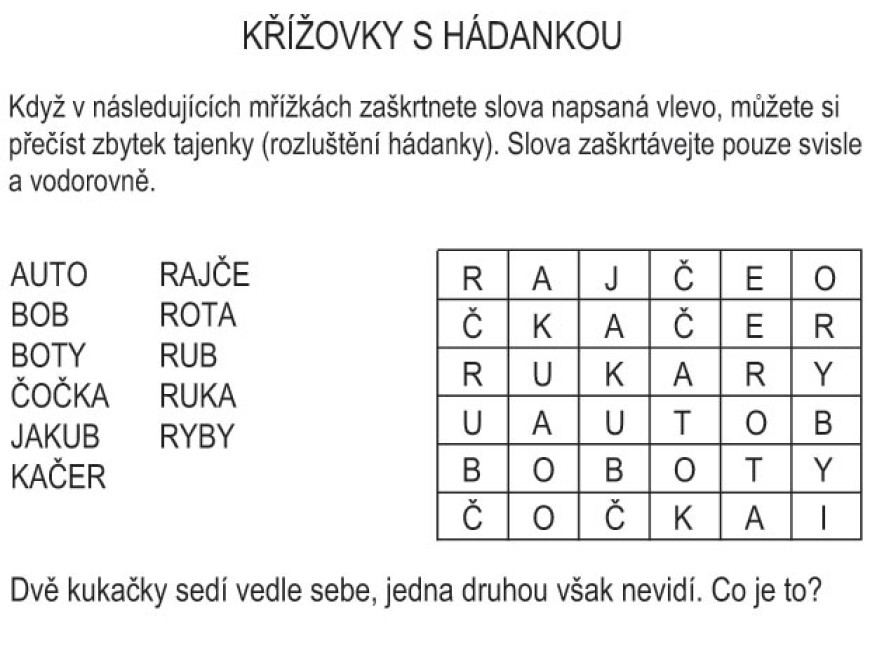 KŘÍŽOVKY S HÁDANKOU
Když v následujících mřížkách zaškrtnete slova napsaná vlevo, můžete si
přečíst zbytek tajenky (rozluštění hádanky). Slova zaškrtávejte pouze svisle
a vodorovně.
AUTO RAJČE
BOB ROTA
BOTY RUB
ČOČKA RUKA
JAKUB RYBY
KAČER
R A J Č E O
Č K A Č E R
R U K A R Y
U A U T O B
B O B O T Y
Č O Č K A I
Dvě kukačky sedí vedle sebe, jedna druhou však nevidí. Co je to?